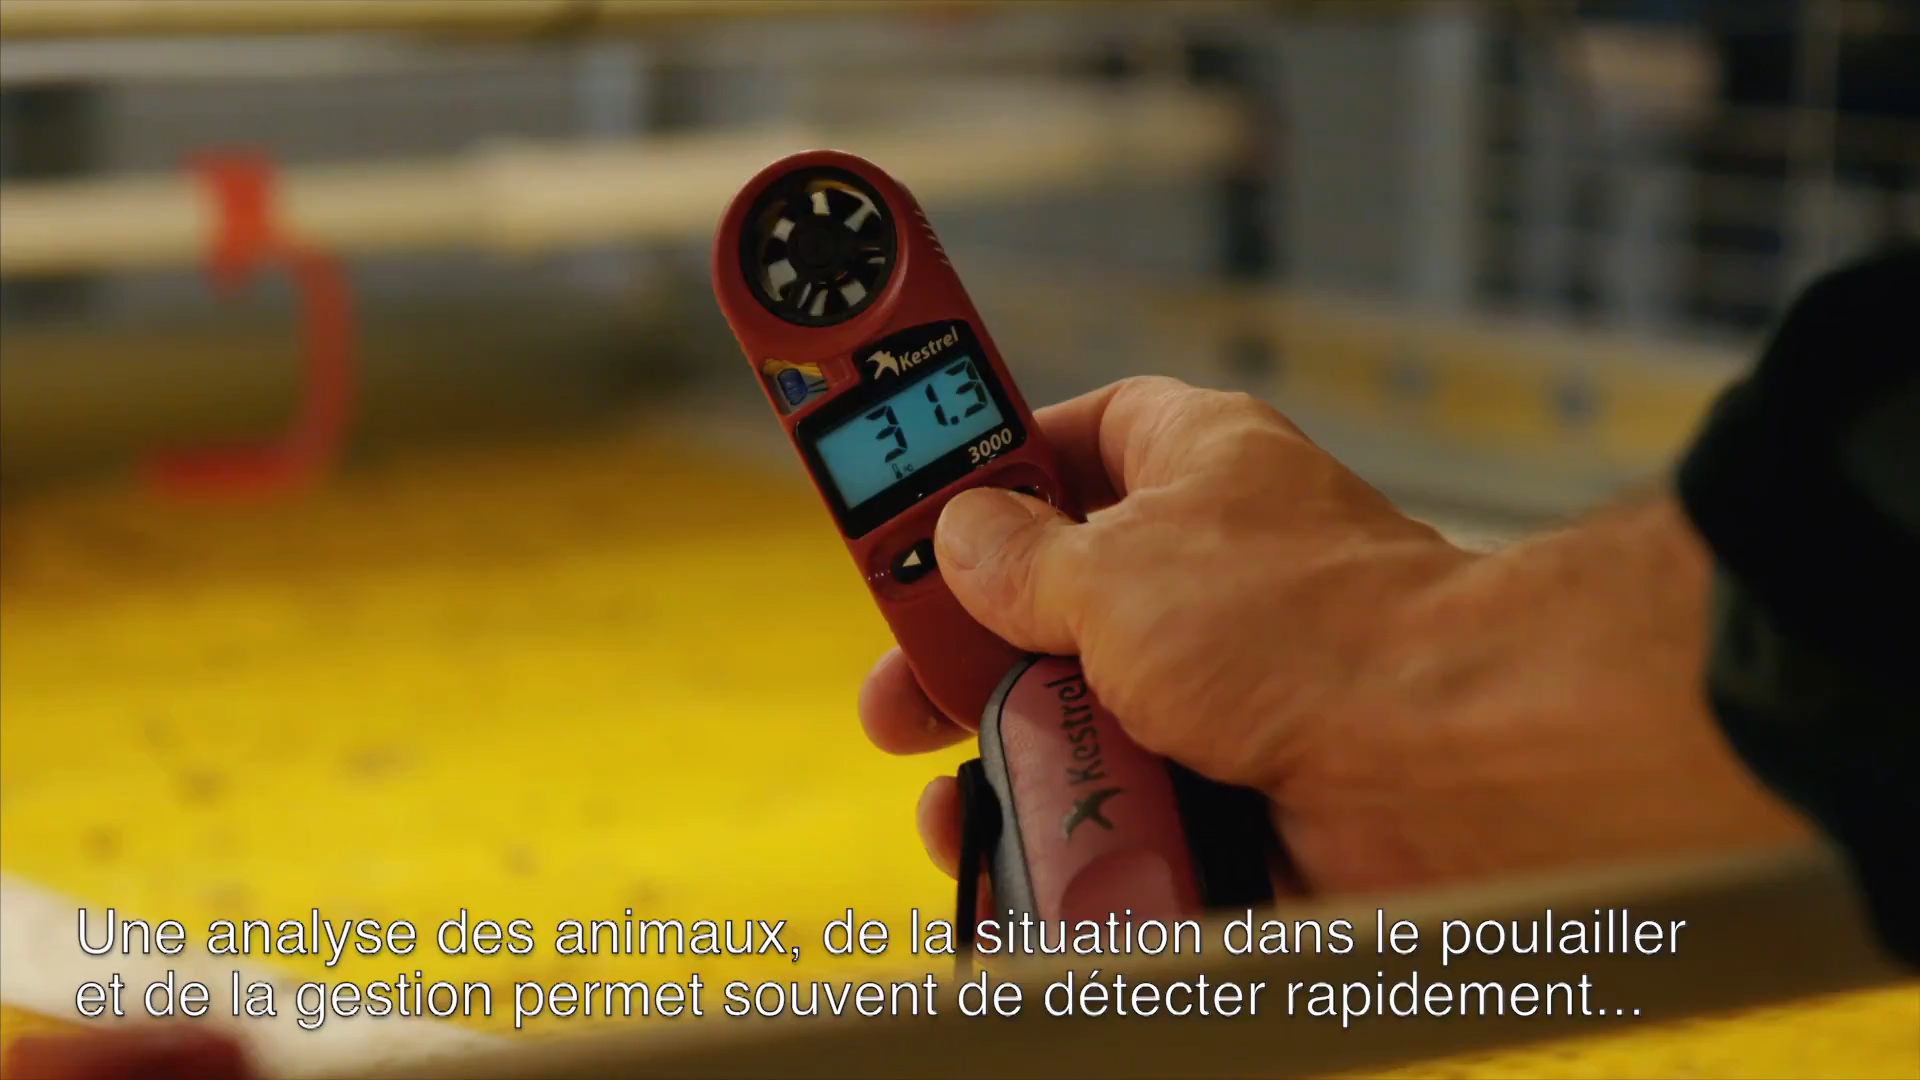 Kestrel
31.3
3000
Kestrel
Une analyse des animaux, de la situation dans le poulailler
et de la gestion permet souvent de détecter rapidement...